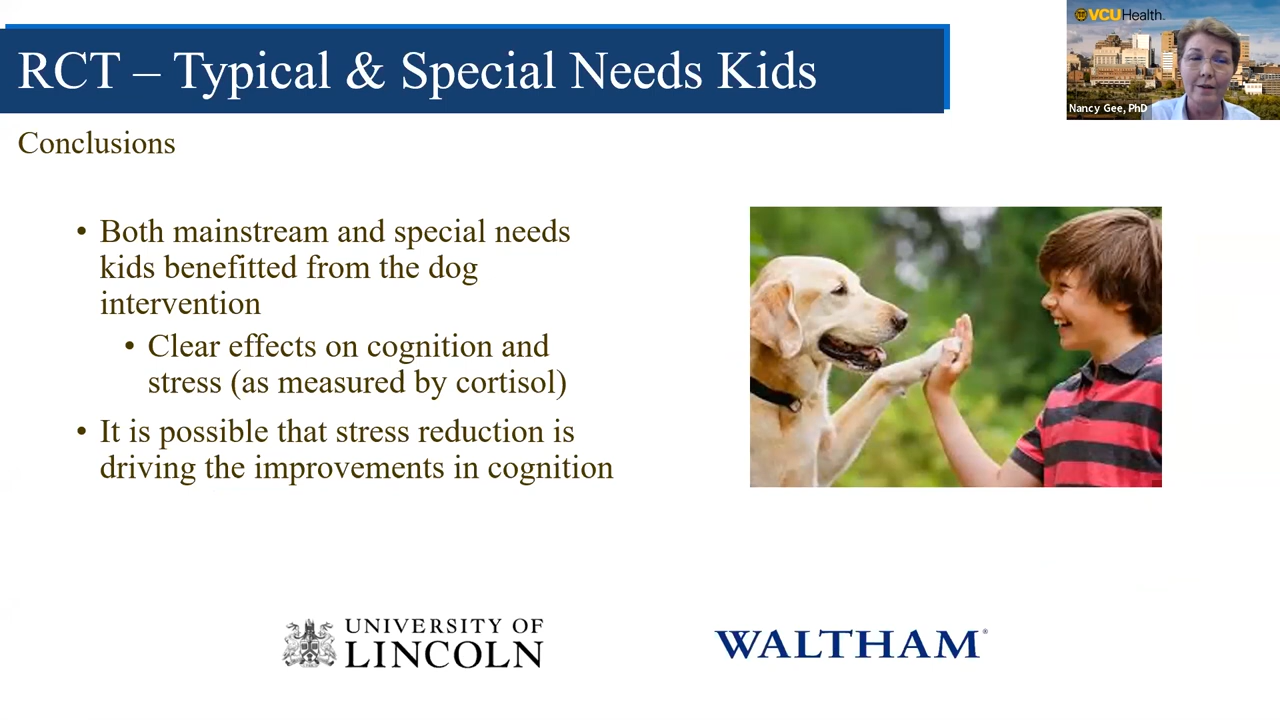 RCT – Typical & Special Needs Kids
VCUHealth.
Nancy Gee, PhD
Conclusions
• Both mainstream and special needs
kids benefitted from the dog
intervention
• Clear effects on cognition and
stress (as measured by cortisol)
• It is possible that stress reduction is
driving the improvements in cognition
UNIVERSITY OF
LINCOLN
WALTHAM®